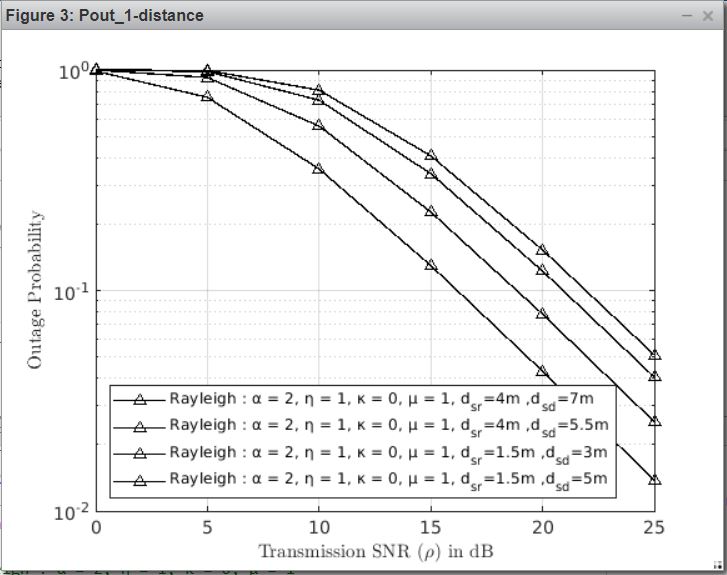 Figure 3: Pout_1-distance
10^0
10^-1
10^-2
Outage Probability
Rayleigh : α = 2, η = 1, κ = 0, μ = 1, d_sr=4m ,d_sd=7m
Rayleigh : α = 2, η = 1, κ = 0, μ = 1, d_sr=4m ,d_sd=5.5m
Rayleigh : α = 2, η = 1, κ = 0, μ = 1, d_sr=1.5m ,d_sd=3m
Rayleigh : α = 2, η = 1, κ = 0, μ = 1, d_sr=1.5m ,d_sd=5m
0 5 10 15 20 25
Transmission SNR (ρ) in dB